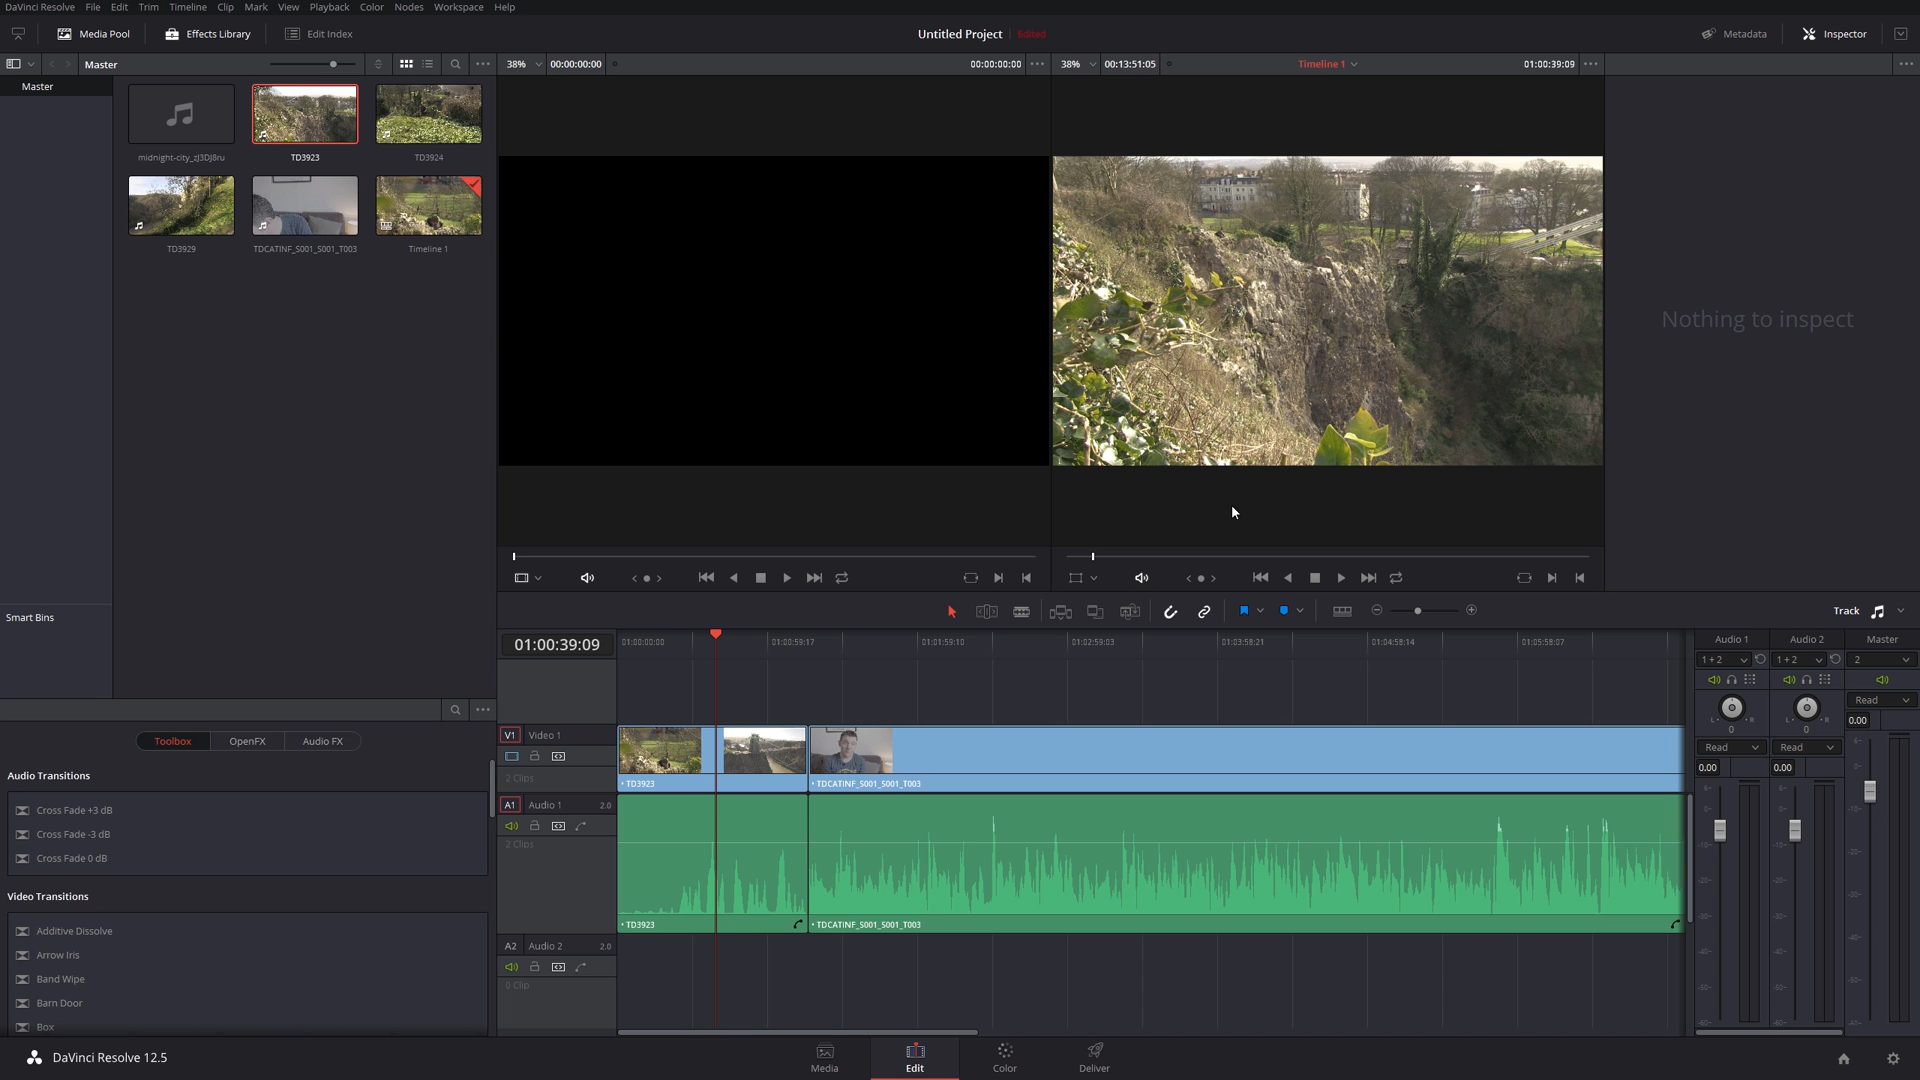 DaVinci Resolve File Edit Trim Timeline Clip Mark View Playback Color Nodes Workspace Help
Media Pool Effects Library Edit Index Untitled Project Edited Metadata Inspector
Master 38% 00:00:00:00 00:00:00:00 38% 00:13:51:05 Timeline 1 01:00:39:09
Master
midnight-city_zJ3DJ8ru TD3923 TD3924
TD3929 TDCATINF_S001_S001_T003 Timeline 1
Nothing to inspect
Smart Bins
Track
01:00:39:09 01:00:00:00 01:00:59:17 01:01:59:10 01:02:59:03 01:03:58:21 01:04:58:14 01:05:58:07
Audio 1 Audio 2 Master
1 + 2 1 + 2 2
L R L R Read
0 0 0.00
Read Read
0.00 0.00
Toolbox OpenFX Audio FX
Audio Transitions
Cross Fade +3 dB
Cross Fade -3 dB
Cross Fade 0 dB
Video Transitions
Additive Dissolve
Arrow Iris
Band Wipe
Barn Door
Box
V1 Video 1
2 Clips
TD3923 TDCATINF_S001_S001_T003
A1 Audio 1 2.0
2 Clips
TD3923 TDCATINF_S001_S001_T003
A2 Audio 2 2.0
0 Clip
DaVinci Resolve 12.5
Media Edit Color Deliver